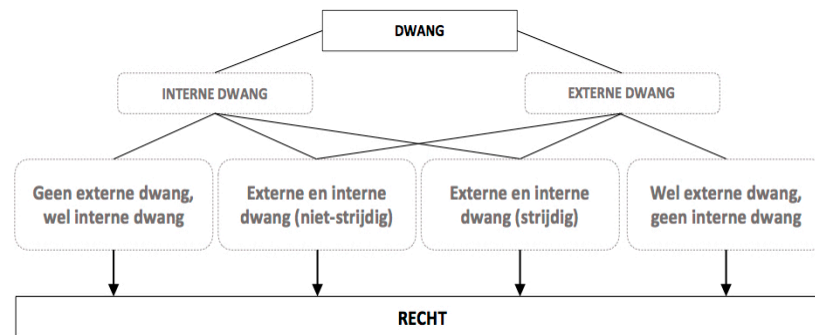 DWANG
INTERNE DWANG
EXTERNE DWANG
Geen externe dwang,
wel interne dwang
Externe en interne
dwang (niet-strijdig)
Externe en interne
dwang (strijdig)
Wel externe dwang,
geen interne dwang
RECHT